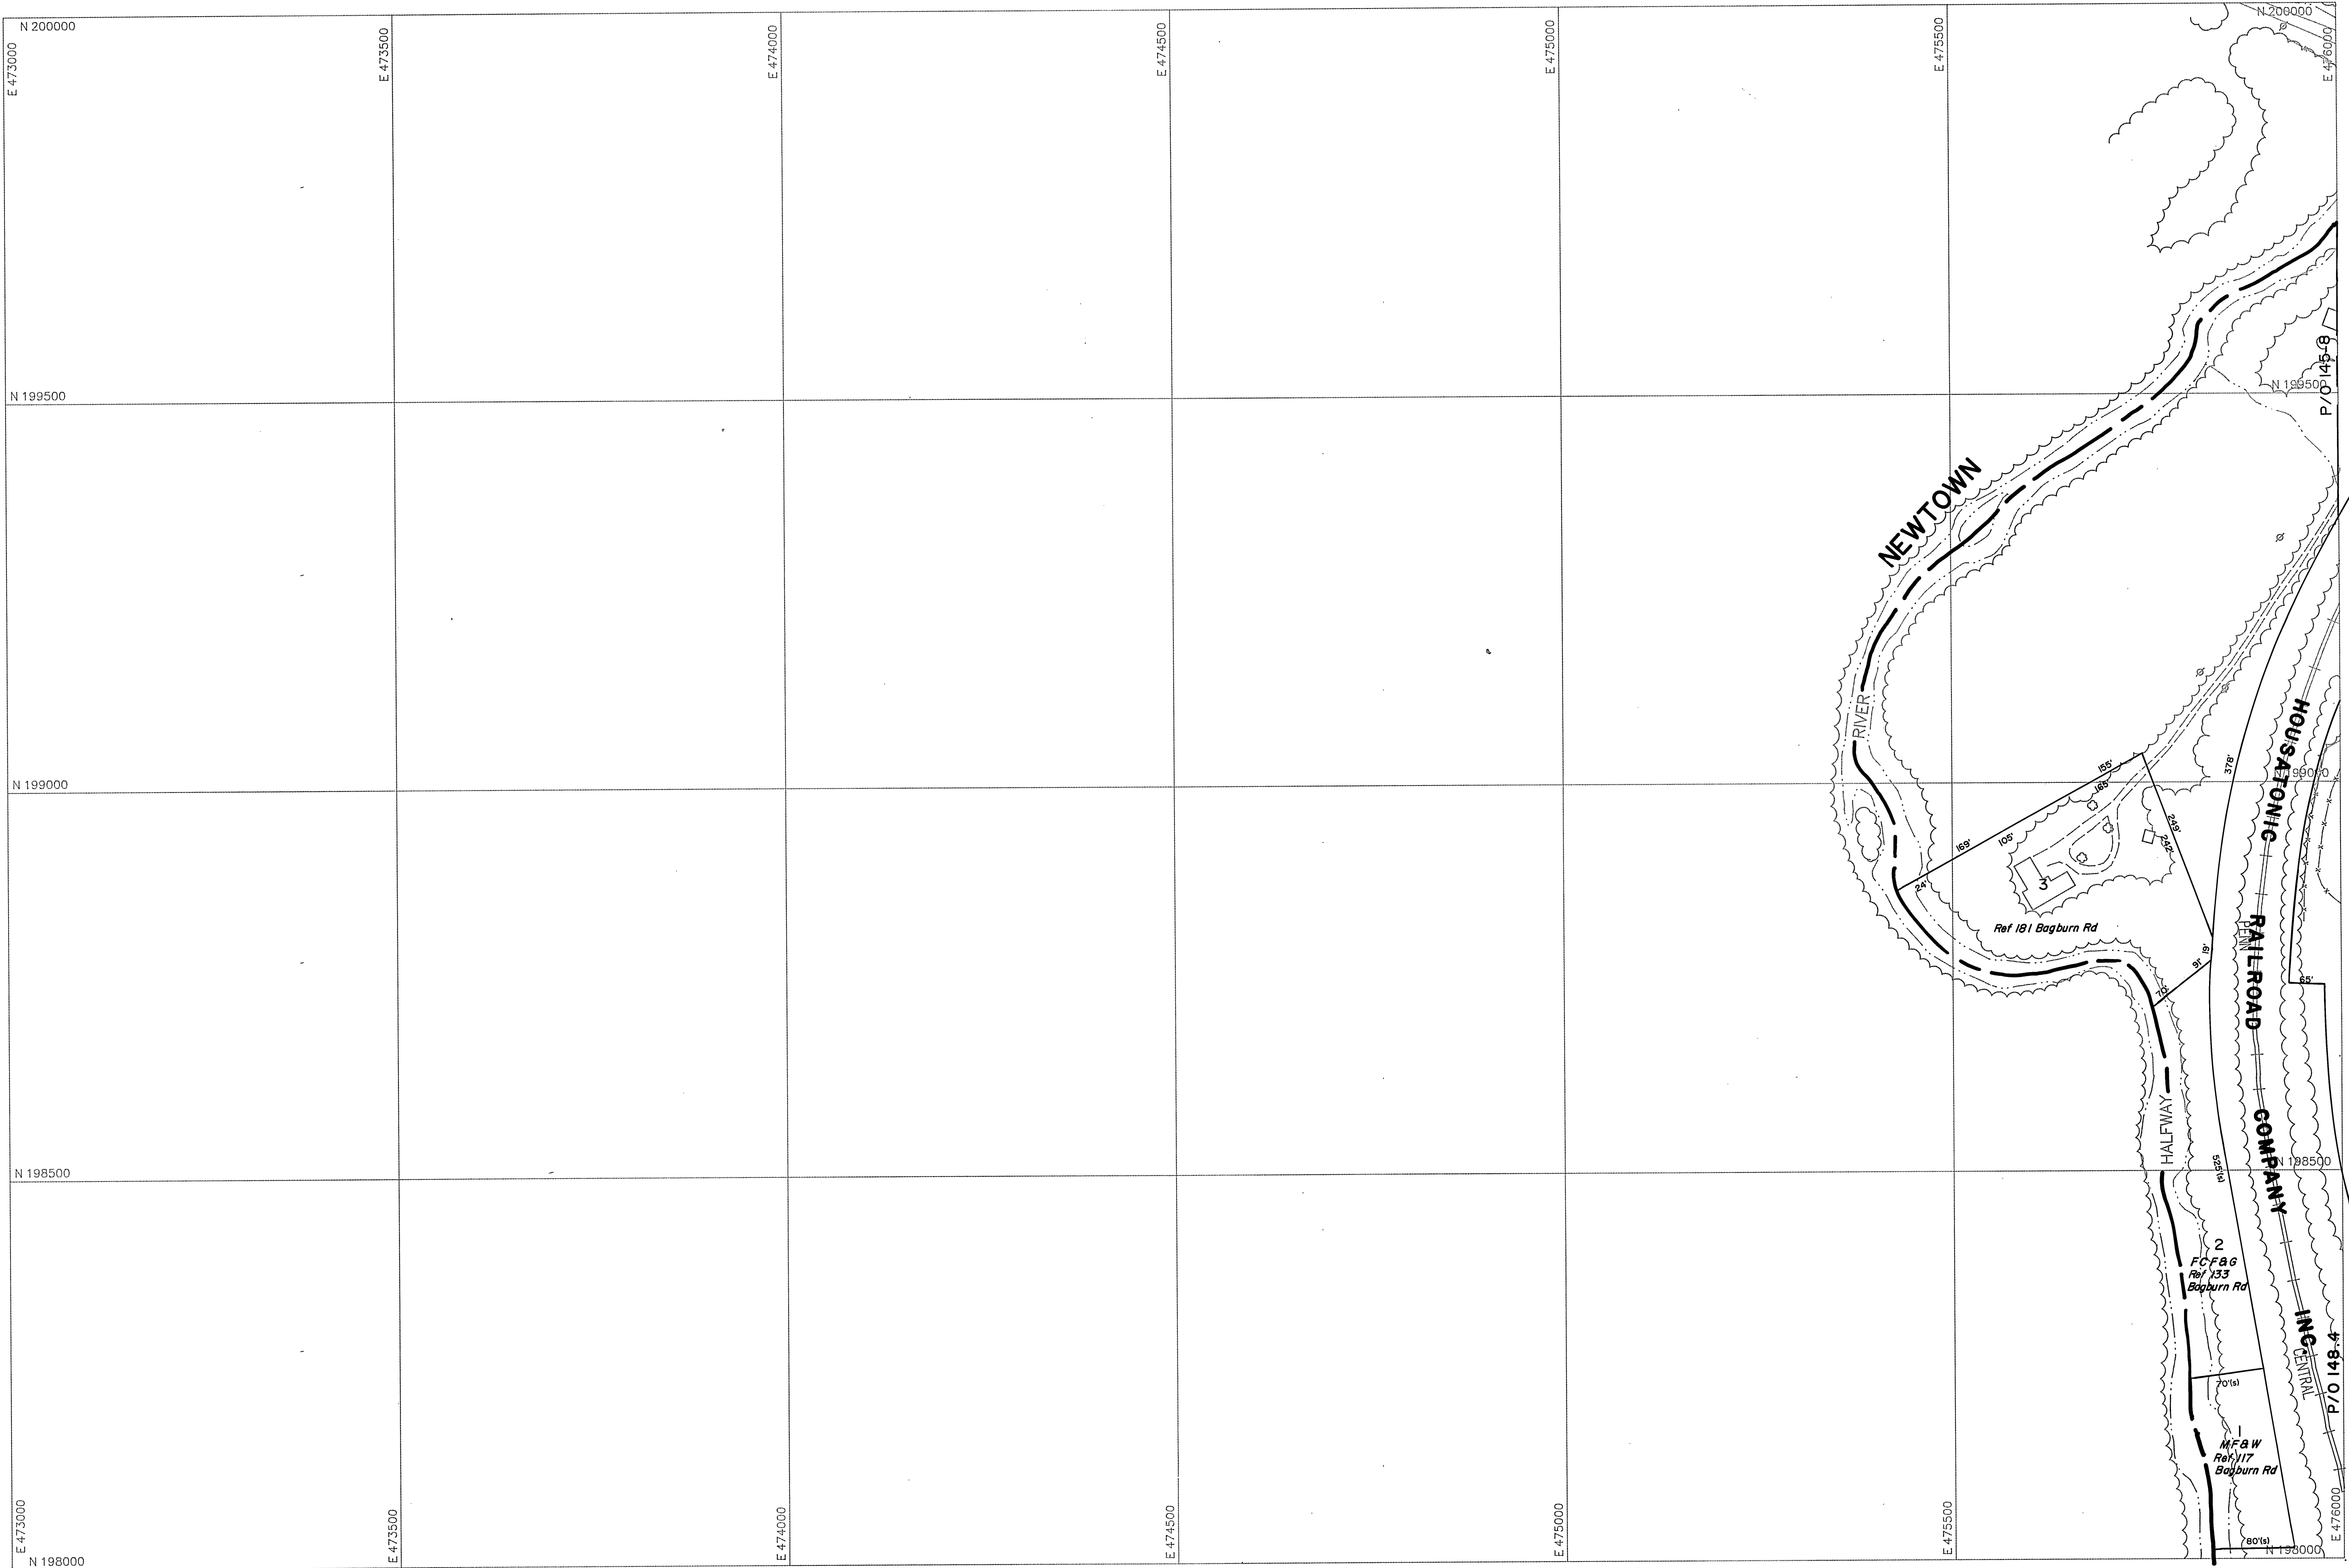 N 200000
E 473000
E 473500
E 474000
E 474500
E 475000
E 475500
N 200000
E 476000
P/O 145-8
N 199500
N 199500
NEWTOWN
RIVER
HOUSATONIC
378'
N 199000
N 199000
155'
165'
249'
242'
169'
105'
24'
3
Ref 181 Bagburn Rd
RAILROAD
PENN
19'
91'
70'
65'
HALFWAY
COMPANY
N 198500
N 198500
525'(s)
2
F C F & G
Ref 133
Bagburn Rd
INC.
CENTRAL
P/O 148.4
70'(s)
1
M F & W
Ref 117
Bagburn Rd
80'(s)
E 473000
E 473500
E 474000
E 474500
E 475000
E 475500
E 476000
N 198000
N 198000